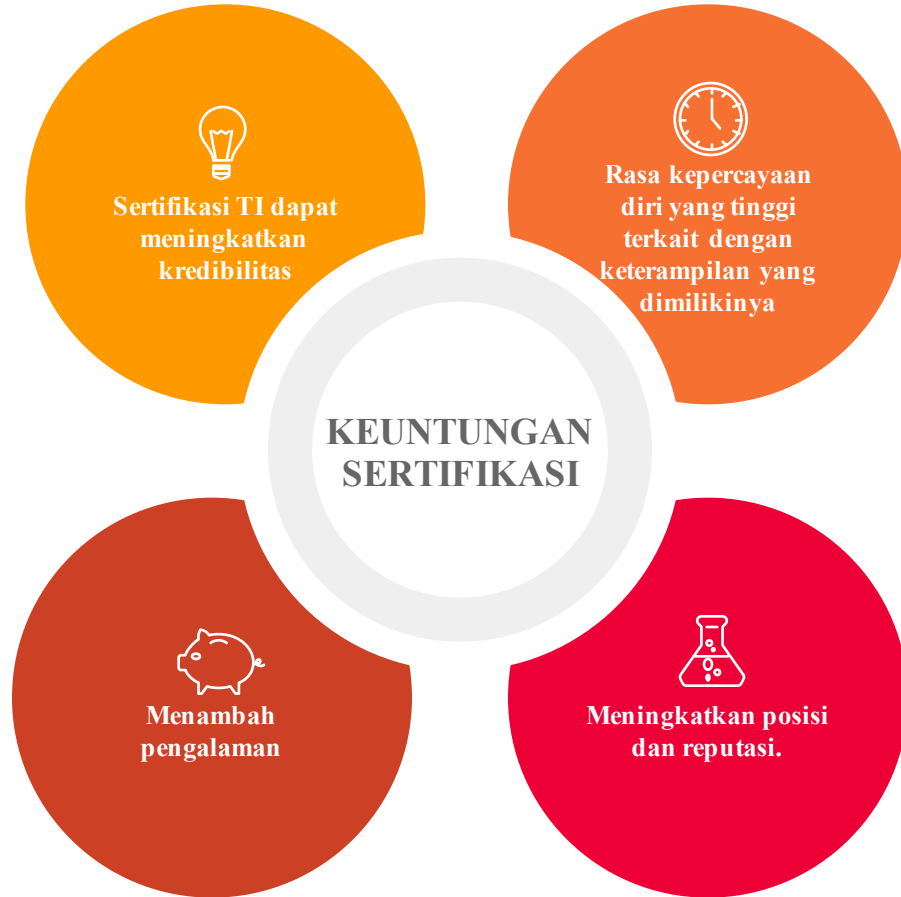 Sertifikasi TI dapat
meningkatkan
kredibilitas
Rasa kepercayaan
diri yang tinggi
terkait dengan
keterampilan yang
dimilikinya
KEUNTUNGAN
SERTIFIKASI
Menambah
pengalaman
Meningkatkan posisi
dan reputasi.